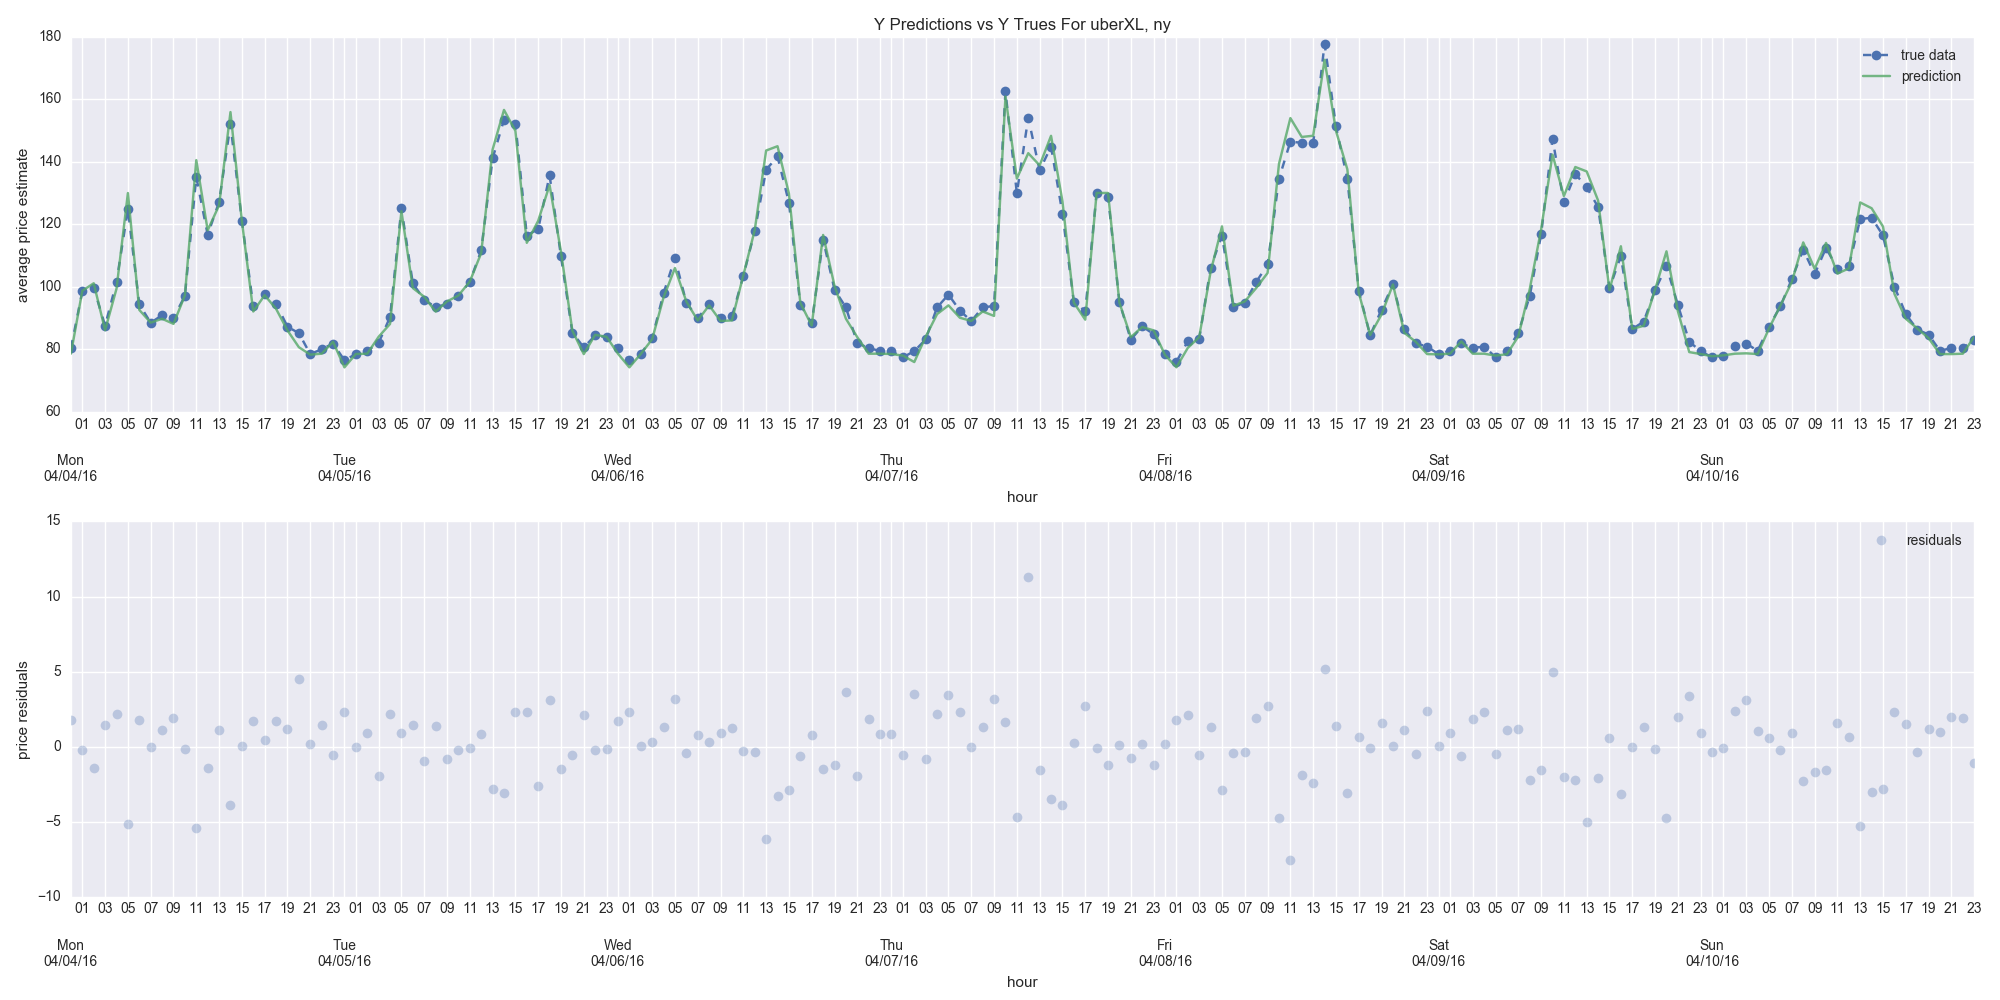 Y Predictions vs Y Trues For uberXL, ny
180
160
140
120
100
80
60
average price estimate
true data
prediction
01 03 05 07 09 11 13 15 17 19 21 23 01 03 05 07 09 11 13 15 17 19 21 23 01 03 05 07 09 11 13 15 17 19 21 23 01 03 05 07 09 11 13 15 17 19 21 23 01 03 05 07 09 11 13 15 17 19 21 23 01 03 05 07 09 11 13 15 17 19 21 23 01 03 05 07 09 11 13 15 17 19 21 23
Mon Tue Wed Thu Fri Sat Sun
04/04/16 04/05/16 04/06/16 04/07/16 04/08/16 04/09/16 04/10/16
hour
15
10
5
0
−5
−10
price residuals
residuals
01 03 05 07 09 11 13 15 17 19 21 23 01 03 05 07 09 11 13 15 17 19 21 23 01 03 05 07 09 11 13 15 17 19 21 23 01 03 05 07 09 11 13 15 17 19 21 23 01 03 05 07 09 11 13 15 17 19 21 23 01 03 05 07 09 11 13 15 17 19 21 23 01 03 05 07 09 11 13 15 17 19 21 23
Mon Tue Wed Thu Fri Sat Sun
04/04/16 04/05/16 04/06/16 04/07/16 04/08/16 04/09/16 04/10/16
hour